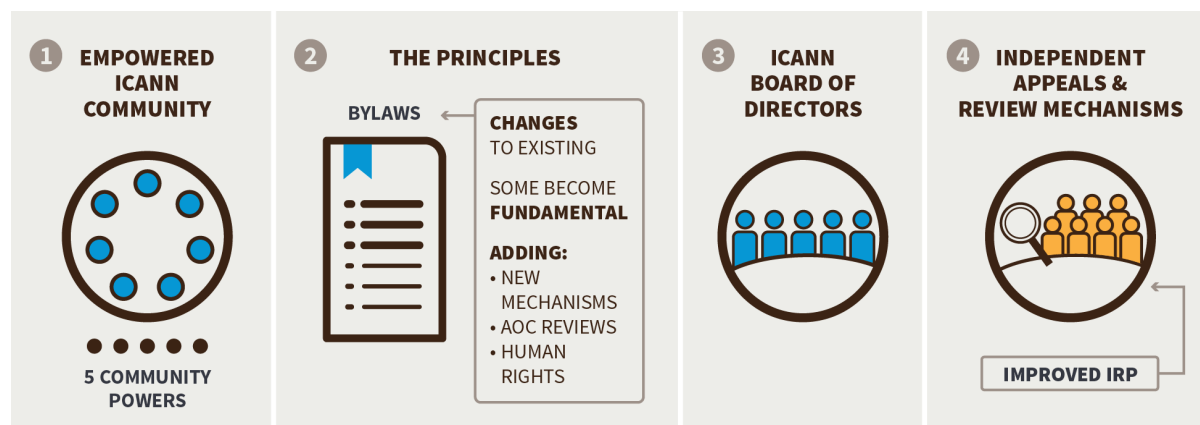 1
EMPOWERED
ICANN
COMMUNITY
5 COMMUNITY
POWERS
2
THE PRINCIPLES
BYLAWS
CHANGES
TO EXISTING
SOME BECOME
FUNDAMENTAL
ADDING:
• NEW
MECHANISMS
• AOC REVIEWS
• HUMAN
RIGHTS
3
ICANN
BOARD OF
DIRECTORS
4
INDEPENDENT
APPEALS &
REVIEW MECHANISMS
IMPROVED IRP